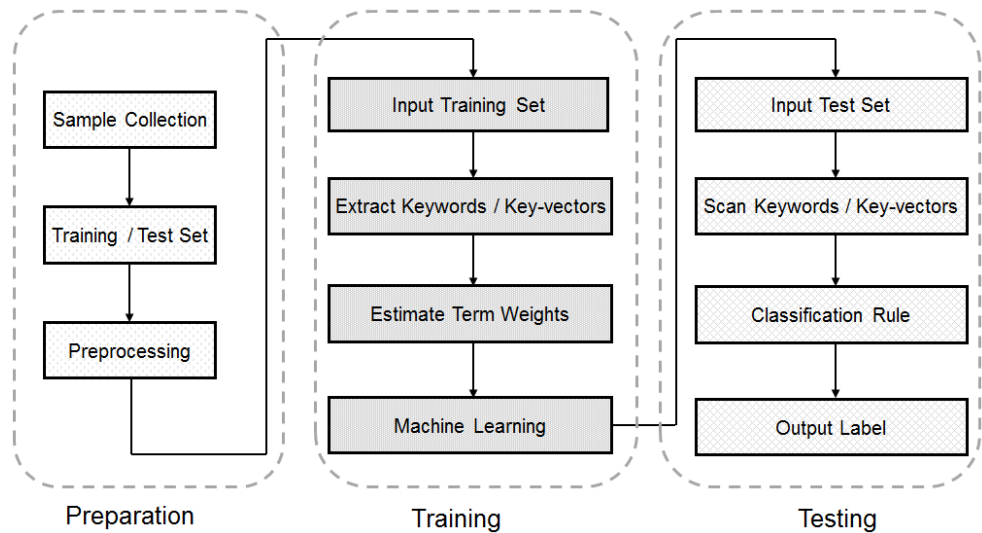 Sample Collection
Training / Test Set
Preprocessing
Preparation
Input Training Set
Extract Keywords / Key-vectors
Estimate Term Weights
Machine Learning
Training
Input Test Set
Scan Keywords / Key-vectors
Classification Rule
Output Label
Testing